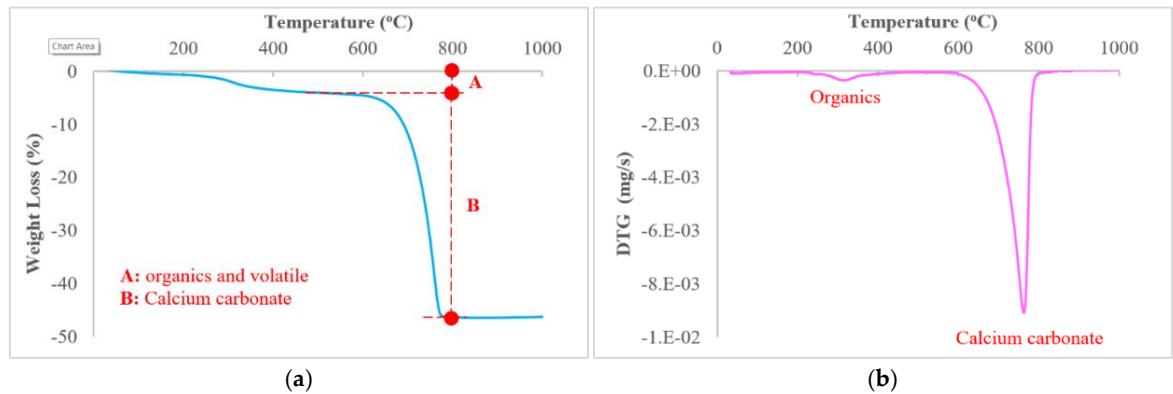 Temperature (°C)
Chart Area
200 400 600 800 1000
0
-10
-20
-30
-40
-50
Weight Loss (%)
A
B
A: organics and volatile
B: Calcium carbonate
(a)
Temperature (°C)
0 200 400 600 800 1000
0.E+00
-2.E-03
-4.E-03
-6.E-03
-8.E-03
-1.E-02
DTG (mg/s)
Organics
Calcium carbonate
(b)